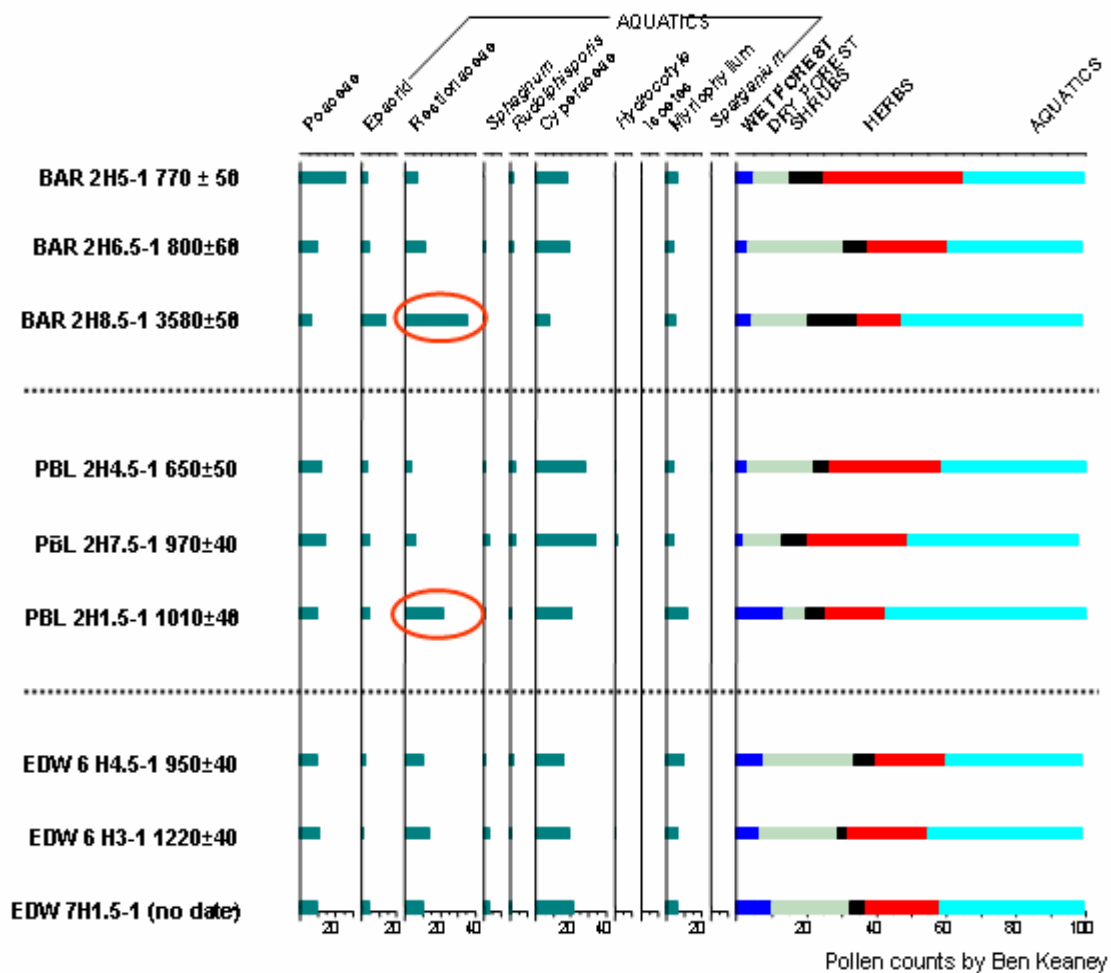 AQUATICS
Poaceae
Epacrid
Restionaceae
Sphagnum
Rudolphisporis
Cyperaceae
Hydrocotyle
Isoetes
Myriophyllum
Sparganium
WET FOREST
DRY FOREST
SHRUBS
HERBS
AQUATICS
BAR 2H5-1 770 ± 50
BAR 2H6.5-1 800±60
BAR 2H8.5-1 3580±50
PBL 2H4.5-1 650±50
PBL 2H7.5-1 970±40
PBL 2H1.5-1 1010±40
EDW 6 H4.5-1 950±40
EDW 6 H3-1 1220±40
EDW 7H1.5-1 (no date)
20 20 40 20 40 20 20 40 60 80 100
Pollen counts by Ben Keaney